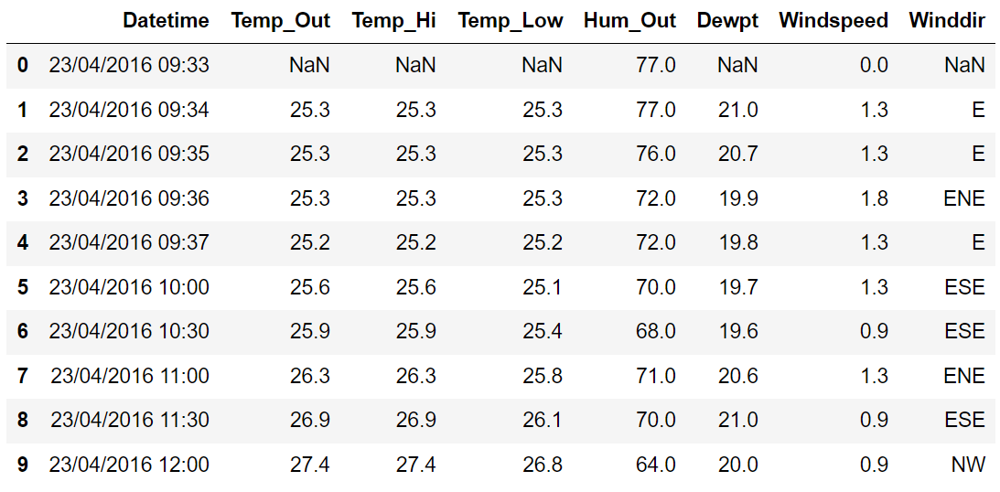 Datetime Temp_Out Temp_Hi Temp_Low Hum_Out Dewpt Windspeed Winddir
0 23/04/2016 09:33 NaN NaN NaN 77.0 NaN 0.0 NaN
1 23/04/2016 09:34 25.3 25.3 25.3 77.0 21.0 1.3 E
2 23/04/2016 09:35 25.3 25.3 25.3 76.0 20.7 1.3 E
3 23/04/2016 09:36 25.3 25.3 25.3 72.0 19.9 1.8 ENE
4 23/04/2016 09:37 25.2 25.2 25.2 72.0 19.8 1.3 E
5 23/04/2016 10:00 25.6 25.6 25.1 70.0 19.7 1.3 ESE
6 23/04/2016 10:30 25.9 25.9 25.4 68.0 19.6 0.9 ESE
7 23/04/2016 11:00 26.3 26.3 25.8 71.0 20.6 1.3 ENE
8 23/04/2016 11:30 26.9 26.9 26.1 70.0 21.0 0.9 ESE
9 23/04/2016 12:00 27.4 27.4 26.8 64.0 20.0 0.9 NW